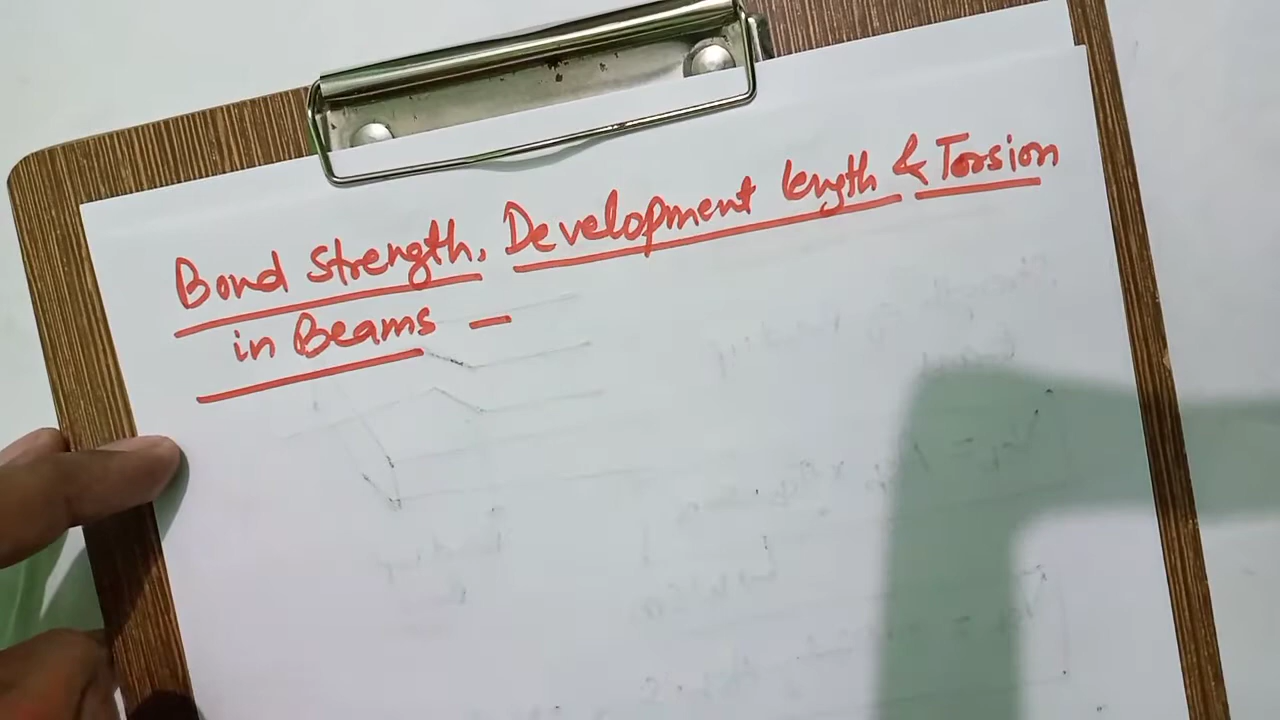 Bond Strength, Development length & Torsion
in Beams -